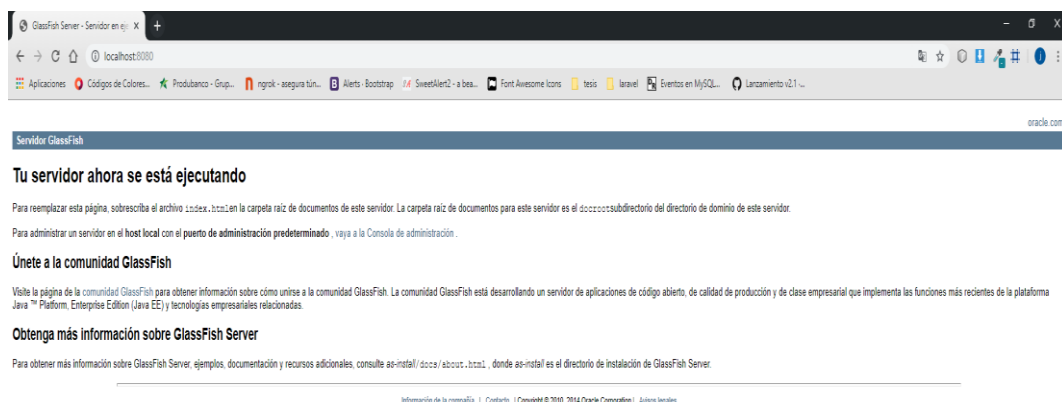 GlassFish Server - Servidor en eje
localhost:8080
Aplicaciones Códigos de Colores... Produbanco - Grup... ngrok - asegura tún... Alerts · Bootstrap SweetAlert2 - a bea... Font Awesome Icons tesis laravel Eventos en MySQL... Lanzamiento v2.1 -...
oracle.com
Servidor GlassFish
Tu servidor ahora se está ejecutando
Para reemplazar esta página, sobrescriba el archivo index.htmlen la carpeta raíz de documentos de este servidor. La carpeta raíz de documentos para este servidor es el docrootsubdirectorio del directorio de dominio de este servidor.
Para administrar un servidor en el host local con el puerto de administración predeterminado , vaya a la Consola de administración .
Únete a la comunidad GlassFish
Visite la página de la comunidad GlassFish para obtener información sobre cómo unirse a la comunidad GlassFish. La comunidad GlassFish está desarrollando un servidor de aplicaciones de código abierto, de calidad de producción y de clase empresarial que implementa las funciones más recientes de la plataforma
Java ™ Platform, Enterprise Edition (Java EE) y tecnologías empresariales relacionadas.
Obtenga más información sobre GlassFish Server
Para obtener más información sobre GlassFish Server, ejemplos, documentación y recursos adicionales, consulte as-install/docs/about.html , donde as-install es el directorio de instalación de GlassFish Server.
Información de la compañía | Contacto | Copyright © 2010, 2014 Oracle Corporation | Avisos legales